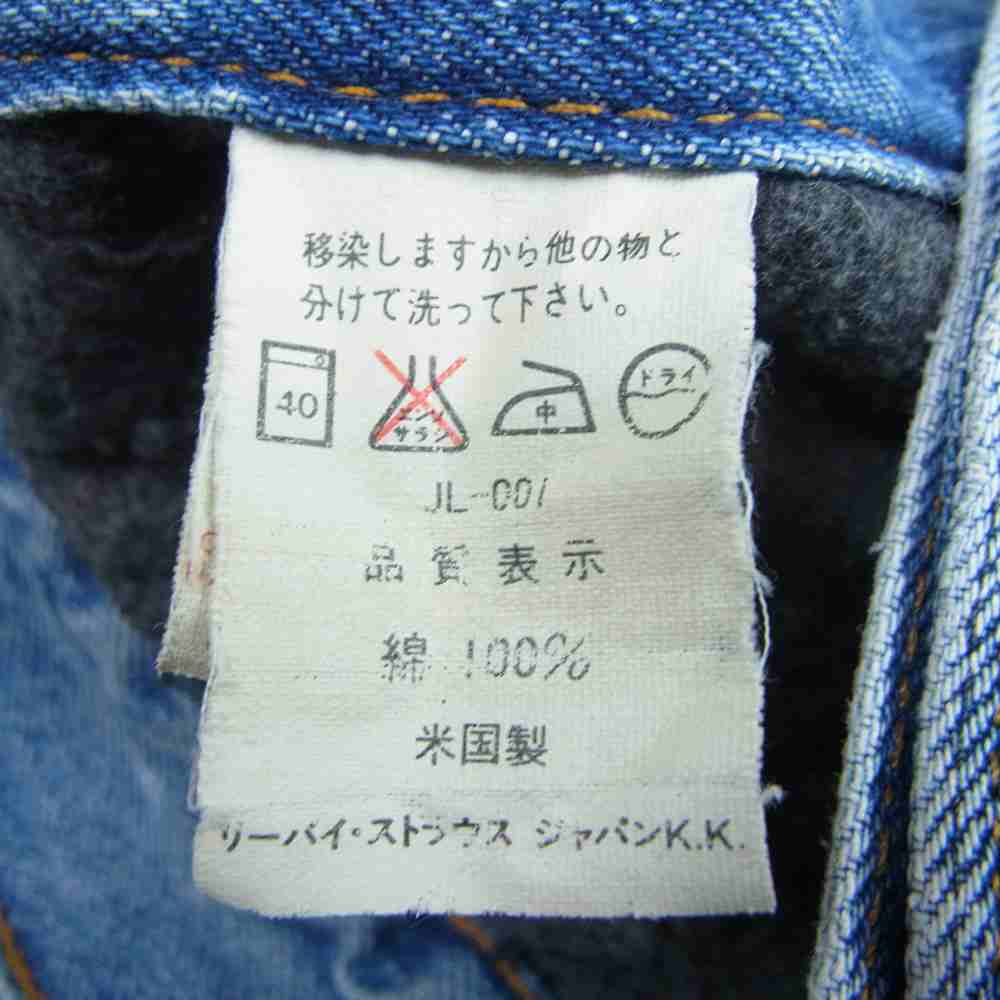 移染しますから他の物と
分けて洗って下さい。
40 エンソ サラシ 中 ドライ
JL-001
品質表示
綿 100%
米国製
リーバイ・ストラウス ジャパンK.K.